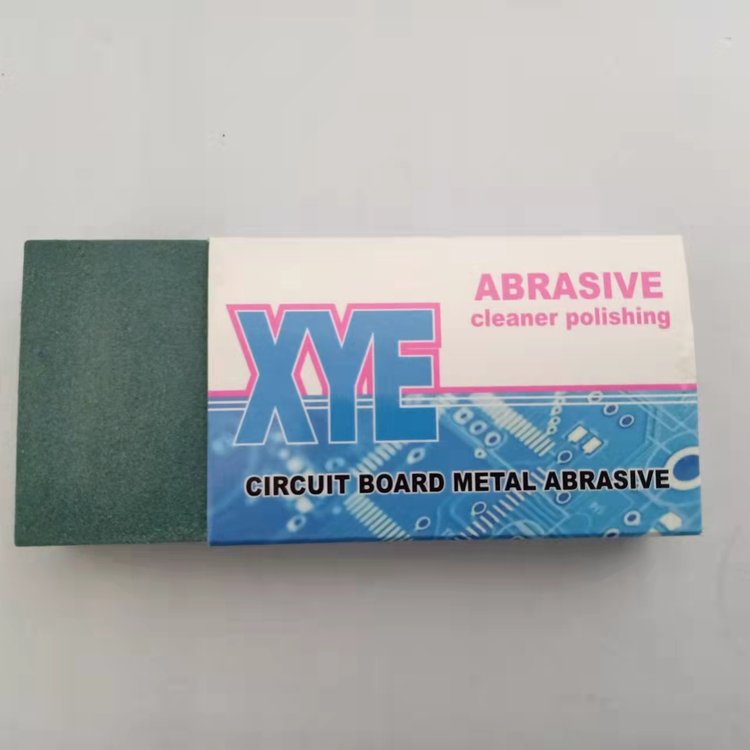 ABRASIVE
cleaner polishing
XYE
CIRCUIT BOARD METAL ABRASIVE